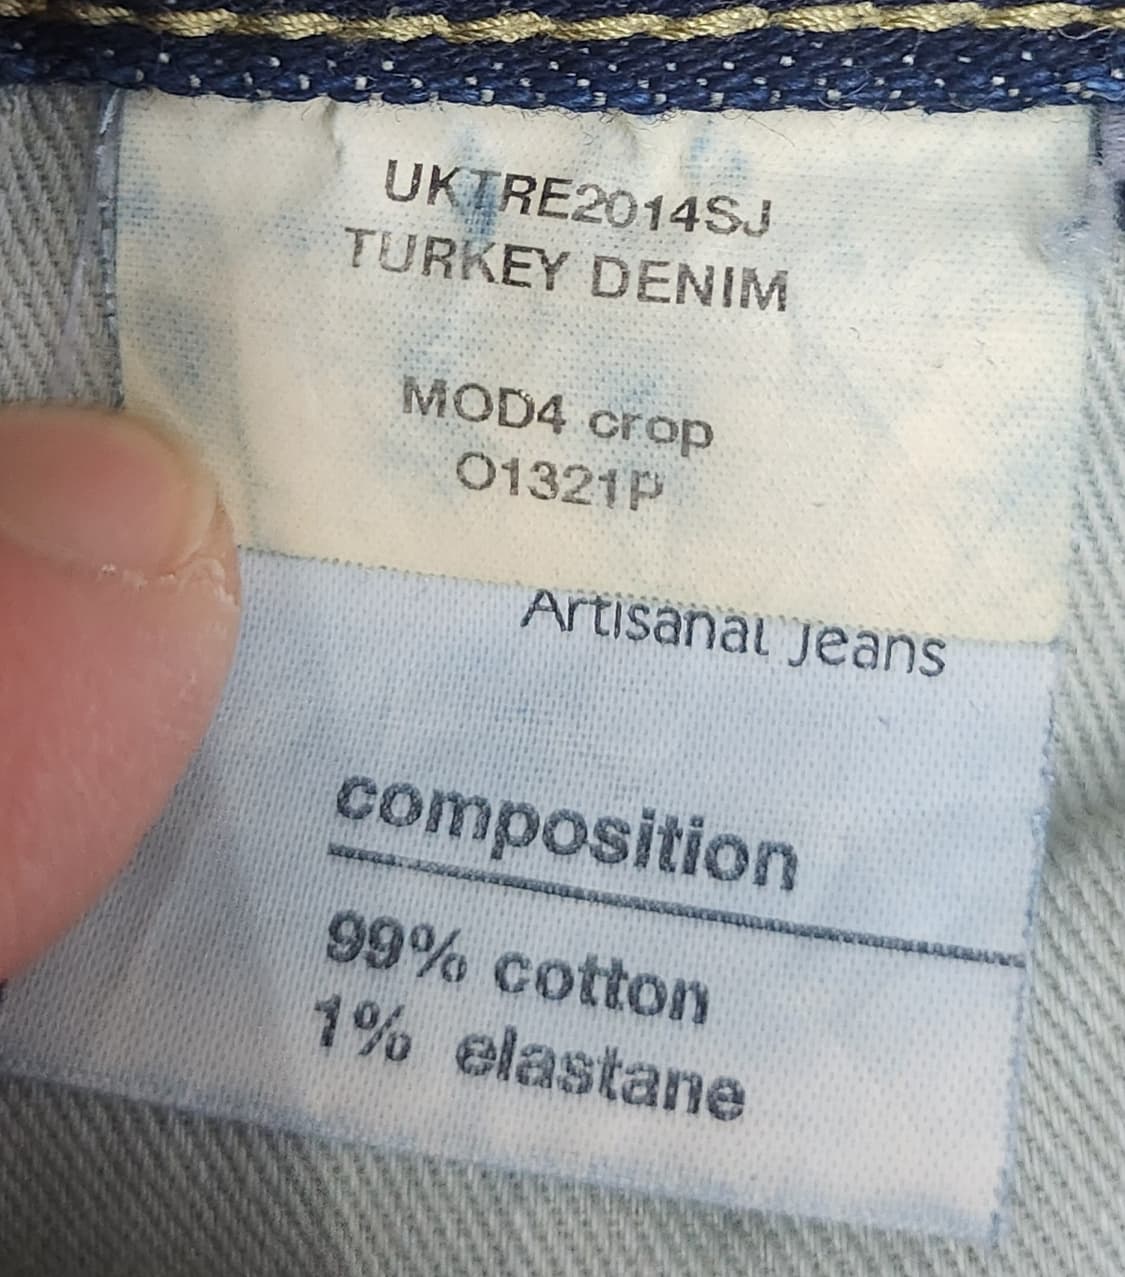 UKTRE2014SJ
TURKEY DENIM
MOD4 crop
O1321P
Artisanal Jeans
composition
99% cotton
1% elastane